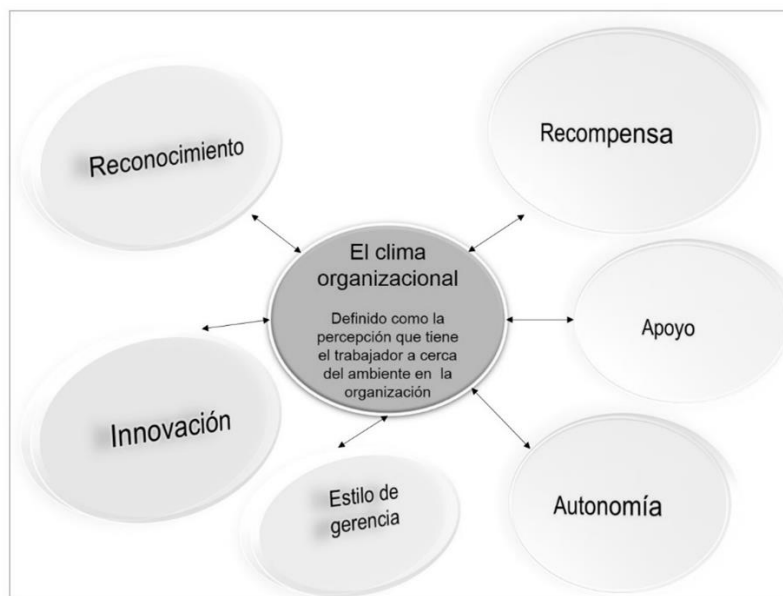 Reconocimiento
Recompensa
El clima
organizacional
Definido como la
percepción que tiene
el trabajador a cerca
del ambiente en la
organización
Apoyo
Innovación
Estilo de
gerencia
Autonomía